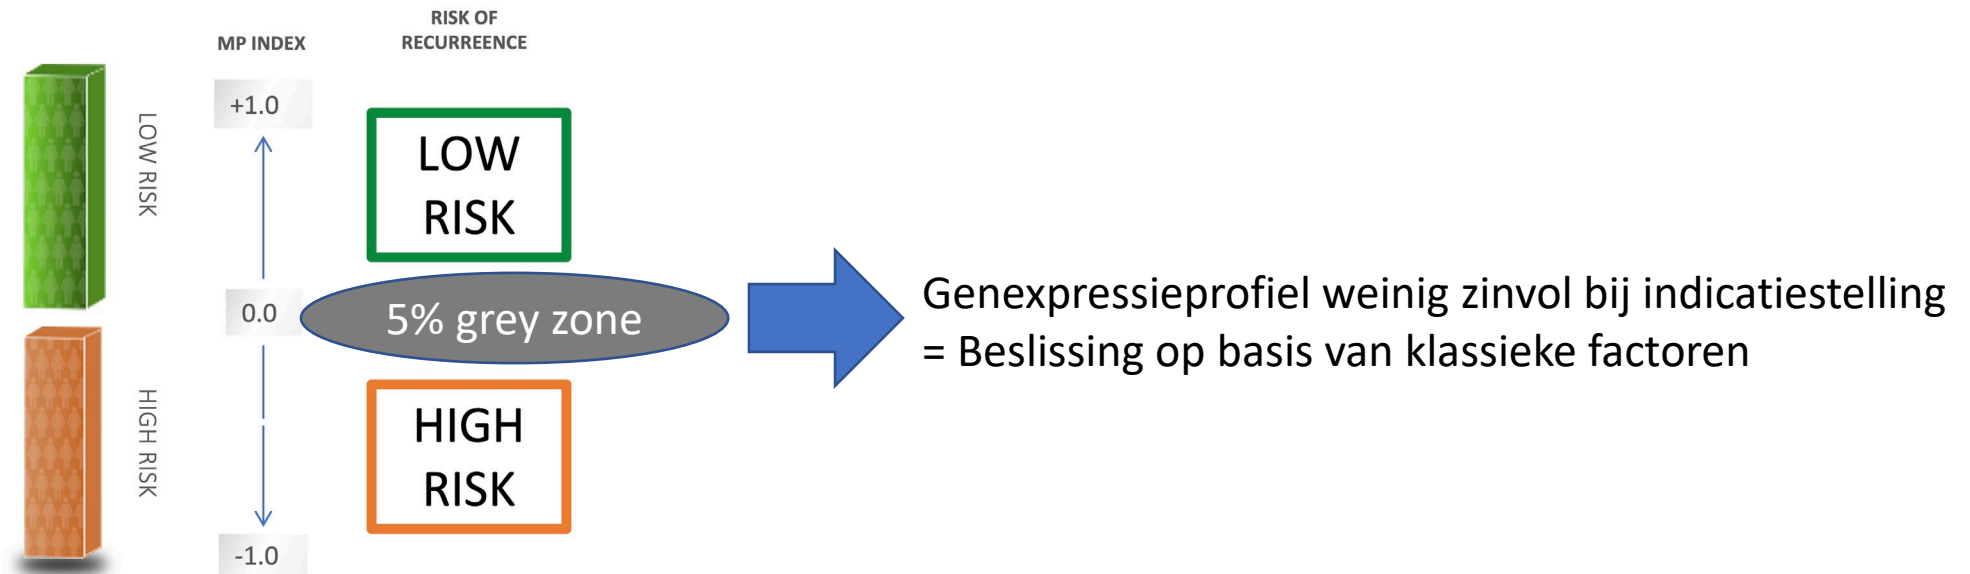 RISK OF
RECURREENCE
MP INDEX
+1.0
LOW RISK
LOW
RISK
0.0
5% grey zone
Genexpressieprofiel weinig zinvol bij indicatiestelling
= Beslissing op basis van klassieke factoren
HIGH RISK
HIGH
RISK
-1.0